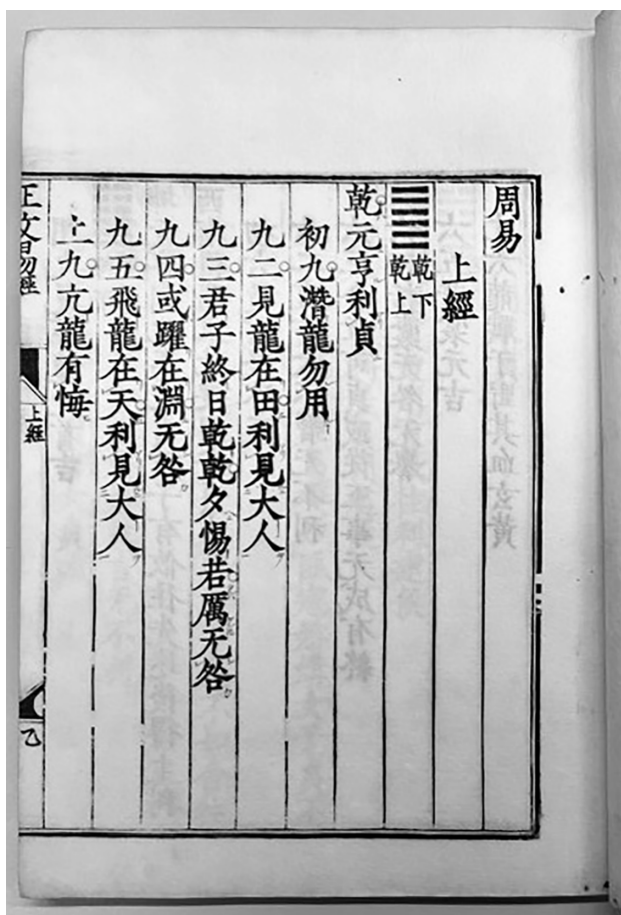 周易
上經
乾下
乾上
乾元亨利貞
初九潛龍勿用
九二見龍在田利見大人
九三君子終日乾乾夕惕若厲无咎
九四或躍在淵无咎
九五飛龍在天利見大人
上九亢龍有悔
上經
乙